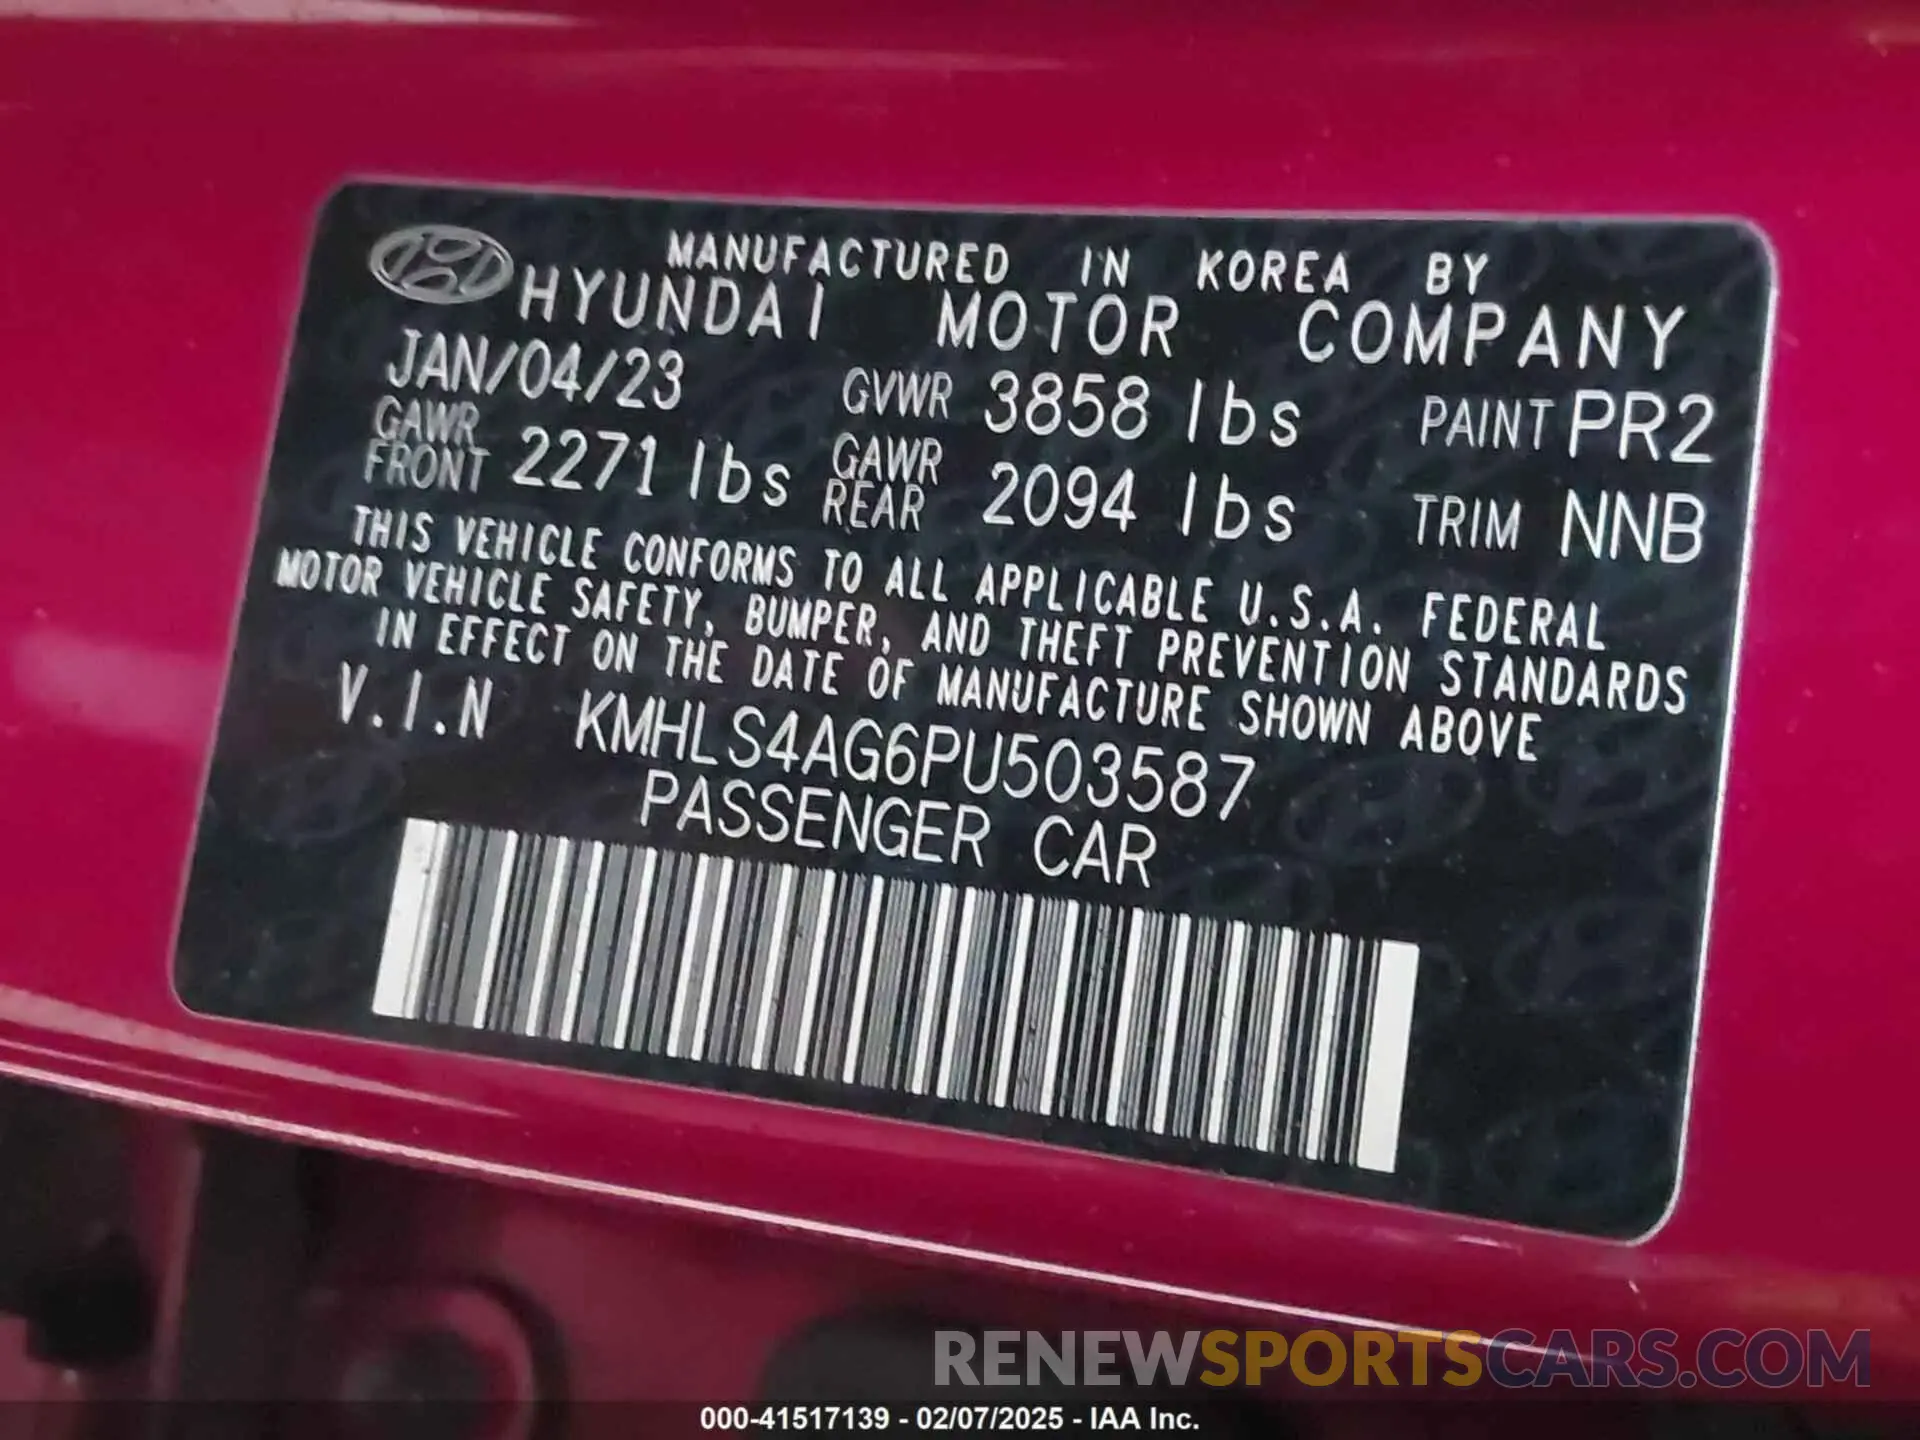 MANUFACTURED IN KOREA BY
HYUNDAI MOTOR COMPANY
JAN/04/23 GVWR 3858 lbs PAINT PR2
GAWR FRONT 2271 lbs GAWR REAR 2094 lbs TRIM NNB
THIS VEHICLE CONFORMS TO ALL APPLICABLE U.S.A. FEDERAL
MOTOR VEHICLE SAFETY, BUMPER, AND THEFT PREVENTION STANDARDS
IN EFFECT ON THE DATE OF MANUFACTURE SHOWN ABOVE
V.I.N KMHLS4AG6PU503587
PASSENGER CAR
RENEWSPORTSCARS.COM
000-41517139 - 02/07/2025 - IAA Inc.